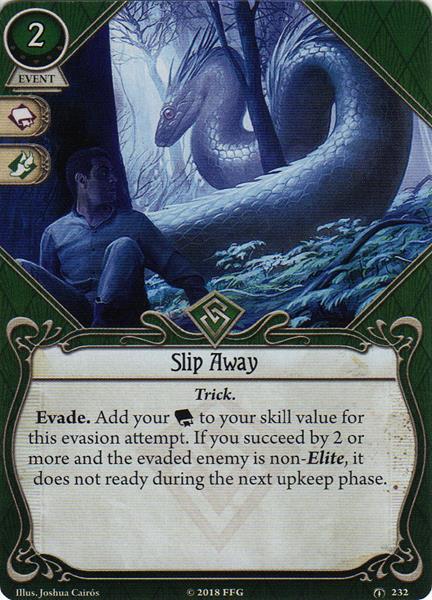 2
EVENT
Slip Away
Trick.
Evade. Add your to your skill value for
this evasion attempt. If you succeed by 2 or
more and the evaded enemy is non-Elite, it
does not ready during the next upkeep phase.
Illus. Joshua Cairós © 2018 FFG 232